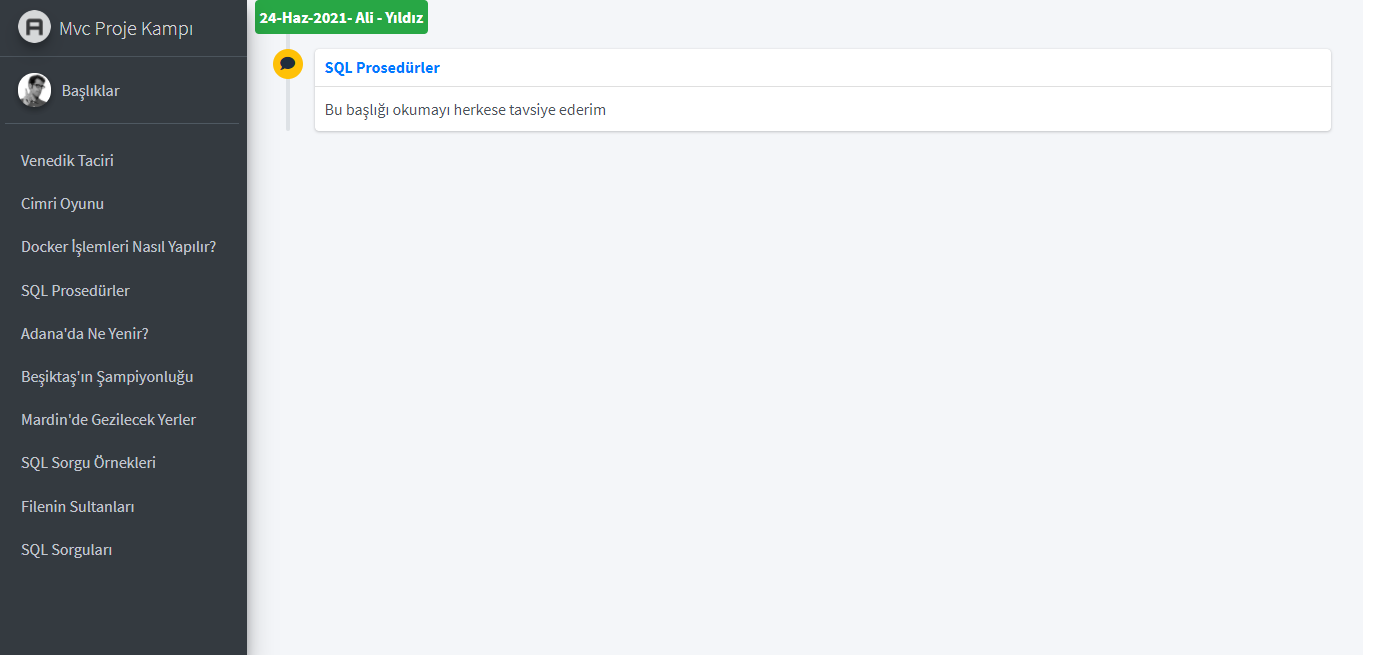 Mvc Proje Kampı
Başlıklar
Venedik Taciri
Cimri Oyunu
Docker İşlemleri Nasıl Yapılır?
SQL Prosedürler
Adana'da Ne Yenir?
Beşiktaş'ın Şampiyonluğu
Mardin'de Gezilecek Yerler
SQL Sorgu Örnekleri
Filenin Sultanları
SQL Sorguları
24-Haz-2021- Ali - Yıldız
SQL Prosedürler
Bu başlığı okumayı herkese tavsiye ederim